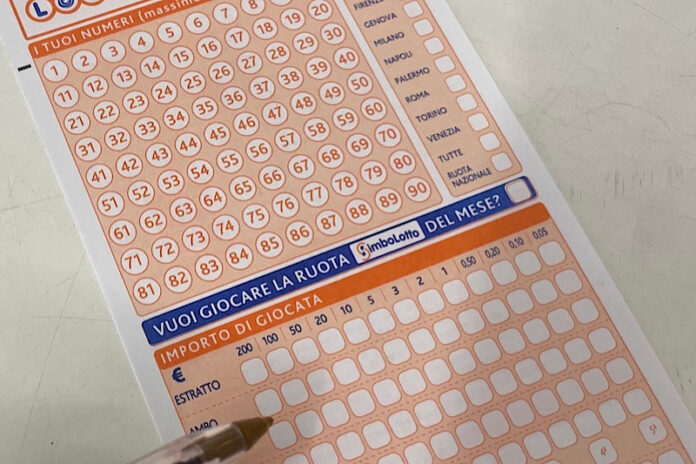 LO
I TUOI NUMERI (massimo
1 2 3 4 5 6 7 8
11 12 13 14 15 16 17 18 19 20
21 22 23 24 25 26 27 28 29 30
31 32 33 34 35 36 37 38 39 40
41 42 43 44 45 46 47 48 49 50
51 52 53 54 55 56 57 58 59 60
61 62 63 64 65 66 67 68 69 70
71 72 73 74 75 76 77 78 79 80
81 82 83 84 85 86 87 88 89 90
FIRENZE
GENOVA
MILANO
NAPOLI
PALERMO
ROMA
TORINO
VENEZIA
TUTTE
RUOTA
NAZIONALE
VUOI GIOCARE LA RUOTA SimboLotto DEL MESE?
IMPORTO DI GIOCATA
€ 200 100 50 20 10 5 3 2 1 0,50 0,20 0,10 0,05
ESTRATTO
AMBO
4ª 5ª